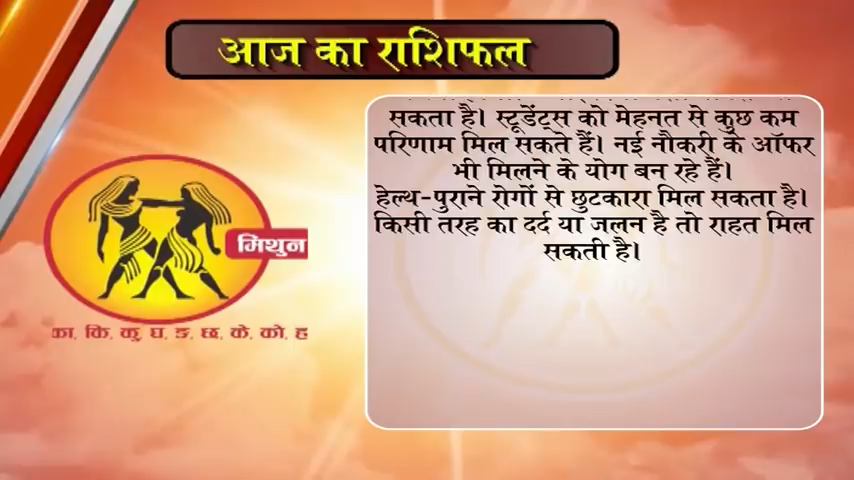 आज का राशिफल
सकता है। स्टूडेंट्स को मेहनत से कुछ कम
परिणाम मिल सकते हैं। नई नौकरी के ऑफर
भी मिलने के योग बन रहे हैं।
हेल्थ-पुराने रोगों से छुटकारा मिल सकता है।
किसी तरह का दर्द या जलन है तो राहत मिल
सकती है।
मिथुन
का, कि, कु, घ, ङ, छ, के, को, ह